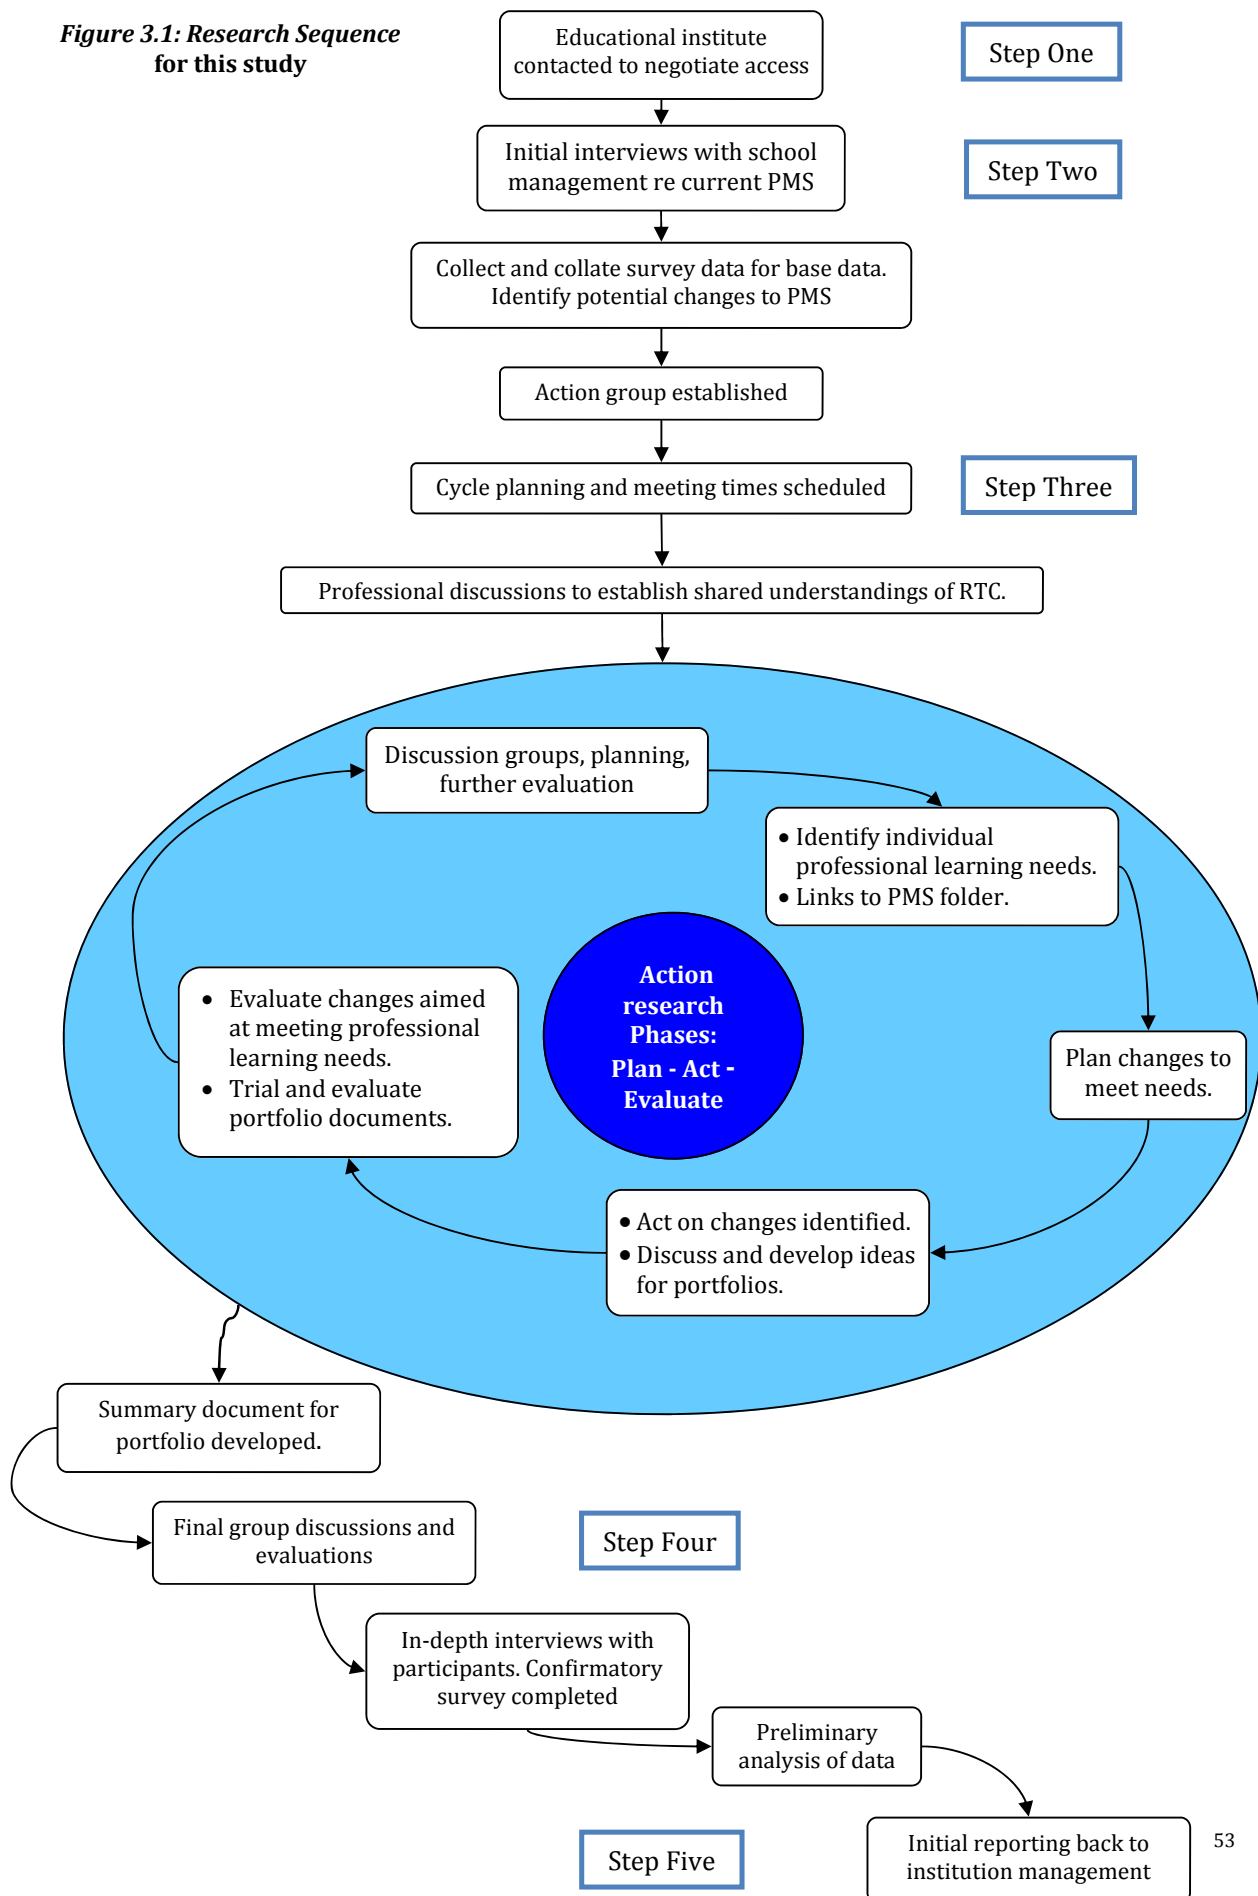 Figure 3.1: Research Sequence
for this study
Educational institute
contacted to negotiate access
Step One
Initial interviews with school
management re current PMS
Step Two
Collect and collate survey data for base data.
Identify potential changes to PMS
Action group established
Cycle planning and meeting times scheduled
Step Three
Professional discussions to establish shared understandings of RTC.
Discussion groups, planning,
further evaluation
• Identify individual
professional learning needs.
• Links to PMS folder.
Action
research
Phases:
Plan - Act -
Evaluate
Plan changes to
meet needs.
• Act on changes identified.
• Discuss and develop ideas
for portfolios.
• Evaluate changes aimed
at meeting professional
learning needs.
• Trial and evaluate
portfolio documents.
Summary document for
portfolio developed.
Final group discussions and
evaluations
Step Four
In-depth interviews with
participants. Confirmatory
survey completed
Preliminary
analysis of data
Step Five
Initial reporting back to
institution management
53